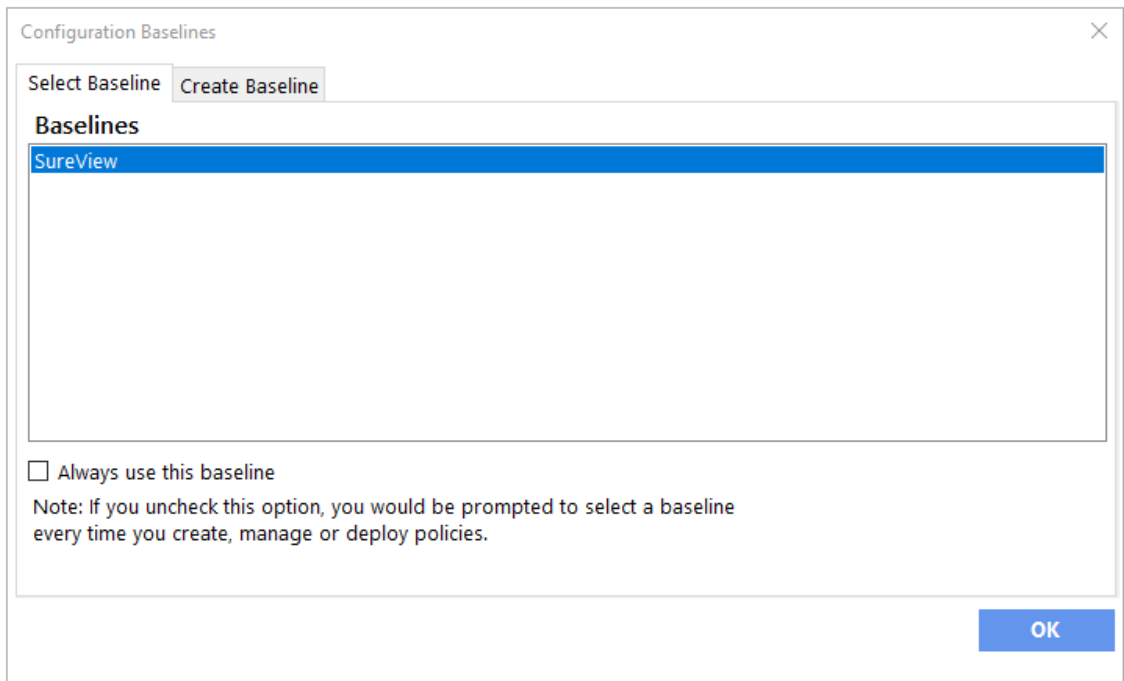 Configuration Baselines
Select Baseline
Create Baseline
Baselines
SureView
Always use this baseline
Note: If you uncheck this option, you would be prompted to select a baseline
every time you create, manage or deploy policies.
OK